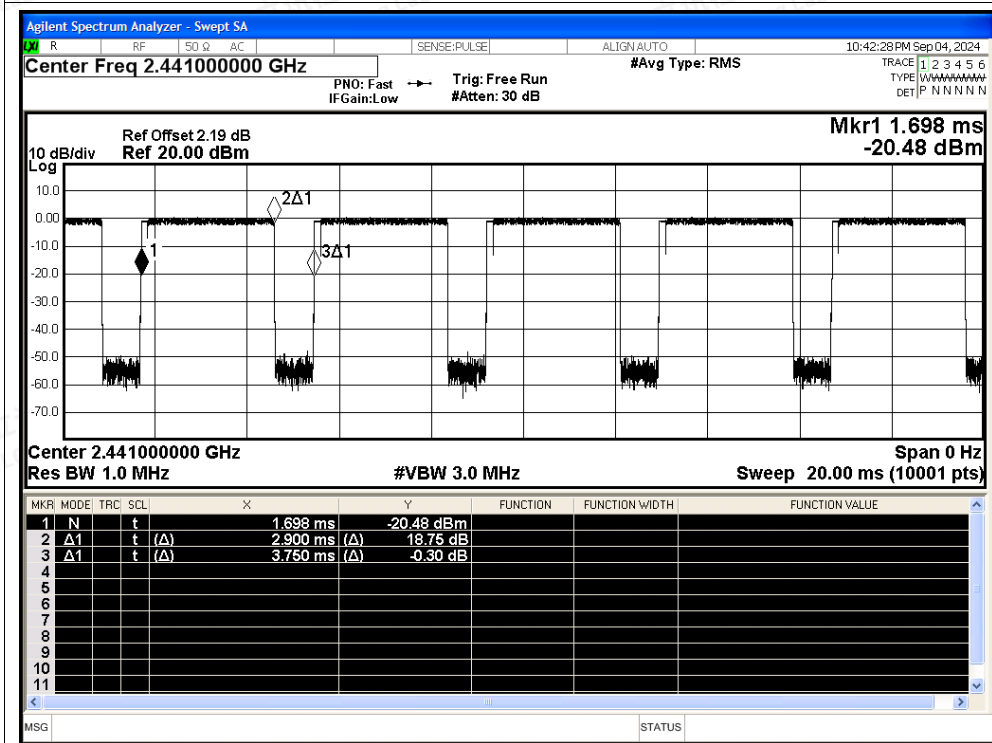 Agilent Spectrum Analyzer - Swept SA
LXI R RF 50 Ω AC SENSE:PULSE ALIGN AUTO 10:42:28 PM Sep 04, 2024
Center Freq 2.441000000 GHz #Avg Type: RMS TRACE 1 2 3 4 5 6
PNO: Fast Trig: Free Run TYPE WWWWWW
IFGain:Low #Atten: 30 dB DET P N N N N N
Mkr1 1.698 ms
-20.48 dBm
Ref Offset 2.19 dB
10 dB/div Ref 20.00 dBm
Log
10.0
2Δ1
0.00
1
3Δ1
-10.0
-20.0
-30.0
-40.0
-50.0
-60.0
-70.0
Center 2.441000000 GHz Span 0 Hz
Res BW 1.0 MHz #VBW 3.0 MHz Sweep 20.00 ms (10001 pts)
MKR MODE TRC SCL X Y FUNCTION FUNCTION WIDTH FUNCTION VALUE
1 N t 1.698 ms -20.48 dBm
2 Δ1 t (Δ) 2.900 ms (Δ) 18.75 dB
3 Δ1 t (Δ) 3.750 ms (Δ) -0.30 dB
4
5
6
7
8
9
10
11
MSG STATUS